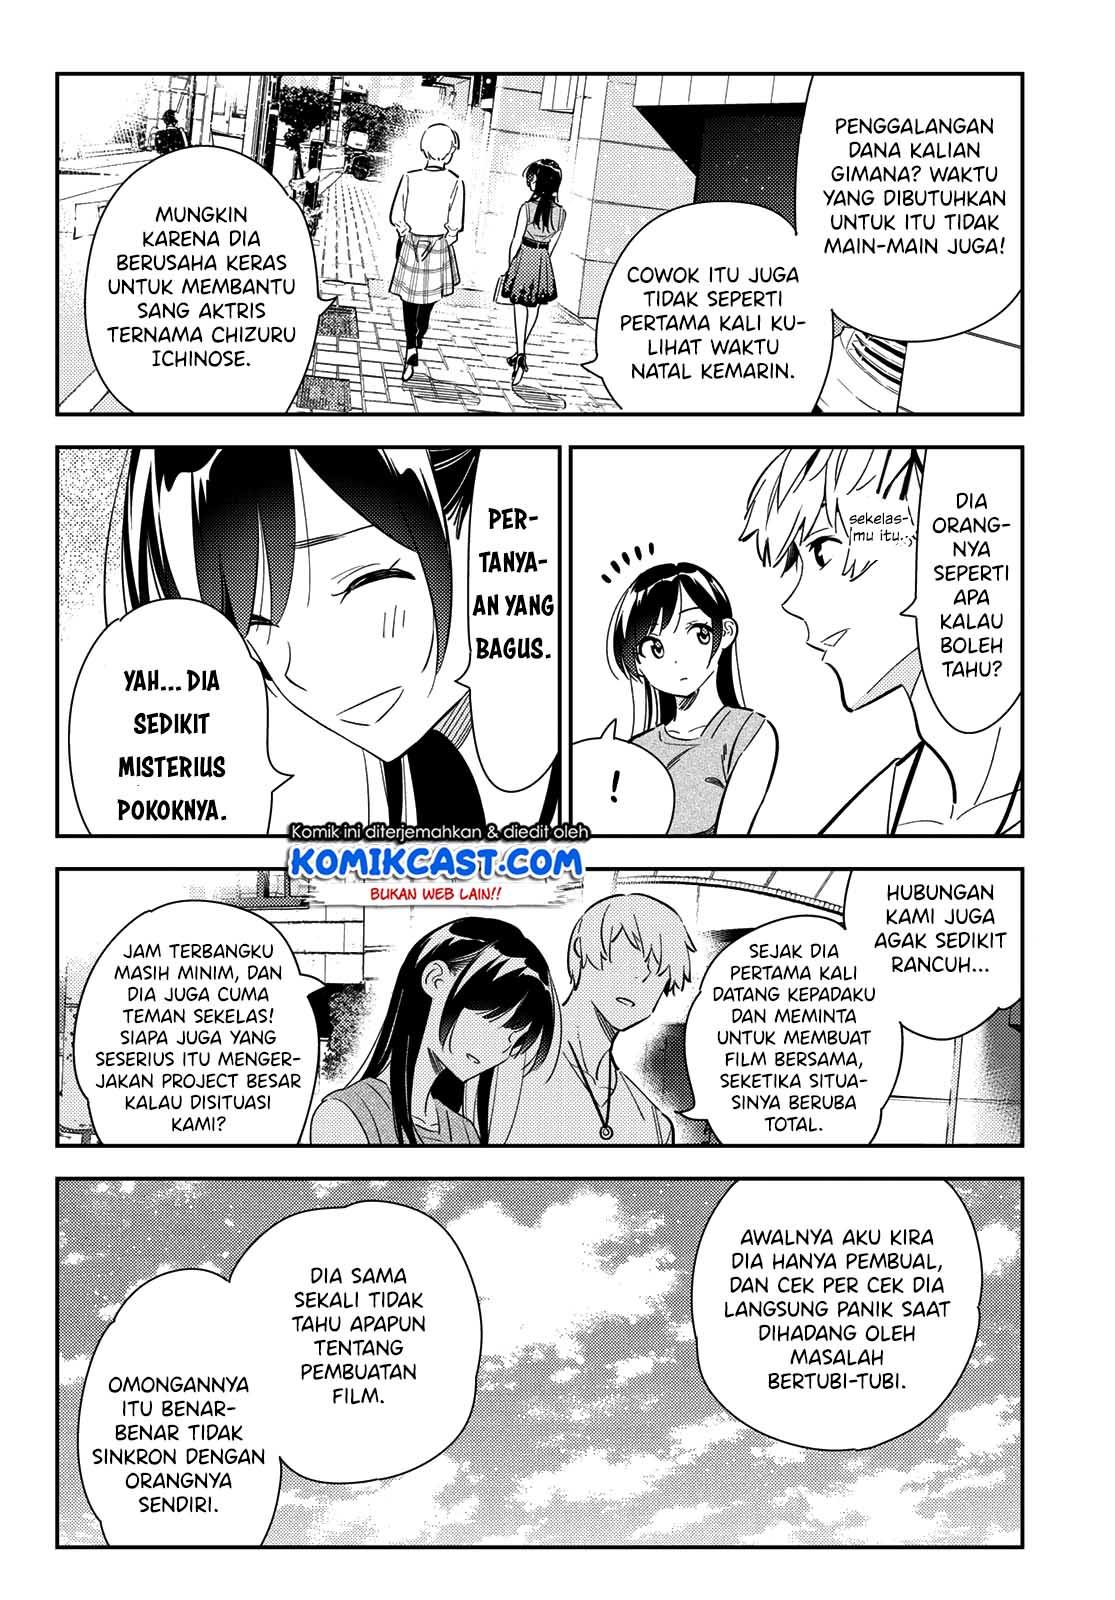 PENGGALANGAN
DANA KALIAN
GIMANA? WAKTU
YANG DIBUTUHKAN
UNTUK ITU TIDAK
MAIN-MAIN JUGA!
COWOK ITU JUGA
TIDAK SEPERTI
PERTAMA KALI KU-
LIHAT WAKTU
NATAL KEMARIN.
MUNGKIN
KARENA DIA
BERUSAHA KERAS
UNTUK MEMBANTU
SANG AKTRIS
TERNAMA CHIZURU
ICHINOSE.
DIA
ORANG-
NYA
SEPERTI
APA
KALAU
BOLEH
TAHU?
sekelas-
mu itu...
!
PER-
TANYA-
AN YANG
BAGUS.
YAH... DIA
SEDIKIT
MISTERIUS
POKOKNYA.
Komik ini diterjemahkan & diedit oleh
KOMIKCAST.COM
BUKAN WEB LAIN!!
HUBUNGAN
KAMI JUGA
AGAK SEDIKIT
RANCUH...
SEJAK DIA
PERTAMA KALI
DATANG KEPADAKU
DAN MEMINTA
UNTUK MEMBUAT
FILM BERSAMA,
SEKETIKA SITUA-
SINYA BERUBA
TOTAL.
JAM TERBANGKU
MASIH MINIM, DAN
DIA JUGA CUMA
TEMAN SEKELAS!
SIAPA JUGA YANG
SESERIUS ITU MENGER-
JAKAN PROJECT BESAR
KALAU DISITUASI
KAMI?
AWALNYA AKU KIRA
DIA HANYA PEMBUAL,
DAN CEK PER CEK DIA
LANGSUNG PANIK SAAT
DIHADANG OLEH
MASALAH
BERTUBI-TUBI.
DIA SAMA
SEKALI TIDAK
TAHU APAPUN
TENTANG
PEMBUATAN
FILM.
OMONGANNYA
ITU BENAR-
BENAR TIDAK
SINKRON DENGAN
ORANGNYA
SENDIRI.